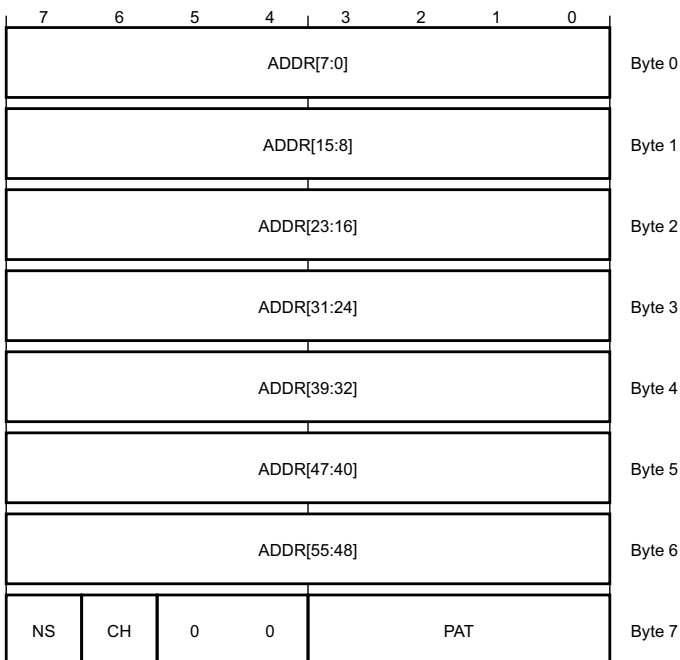 7 6 5 4 3 2 1 0
ADDR[7:0] Byte 0
ADDR[15:8] Byte 1
ADDR[23:16] Byte 2
ADDR[31:24] Byte 3
ADDR[39:32] Byte 4
ADDR[47:40] Byte 5
ADDR[55:48] Byte 6
NS CH 0 0 PAT Byte 7